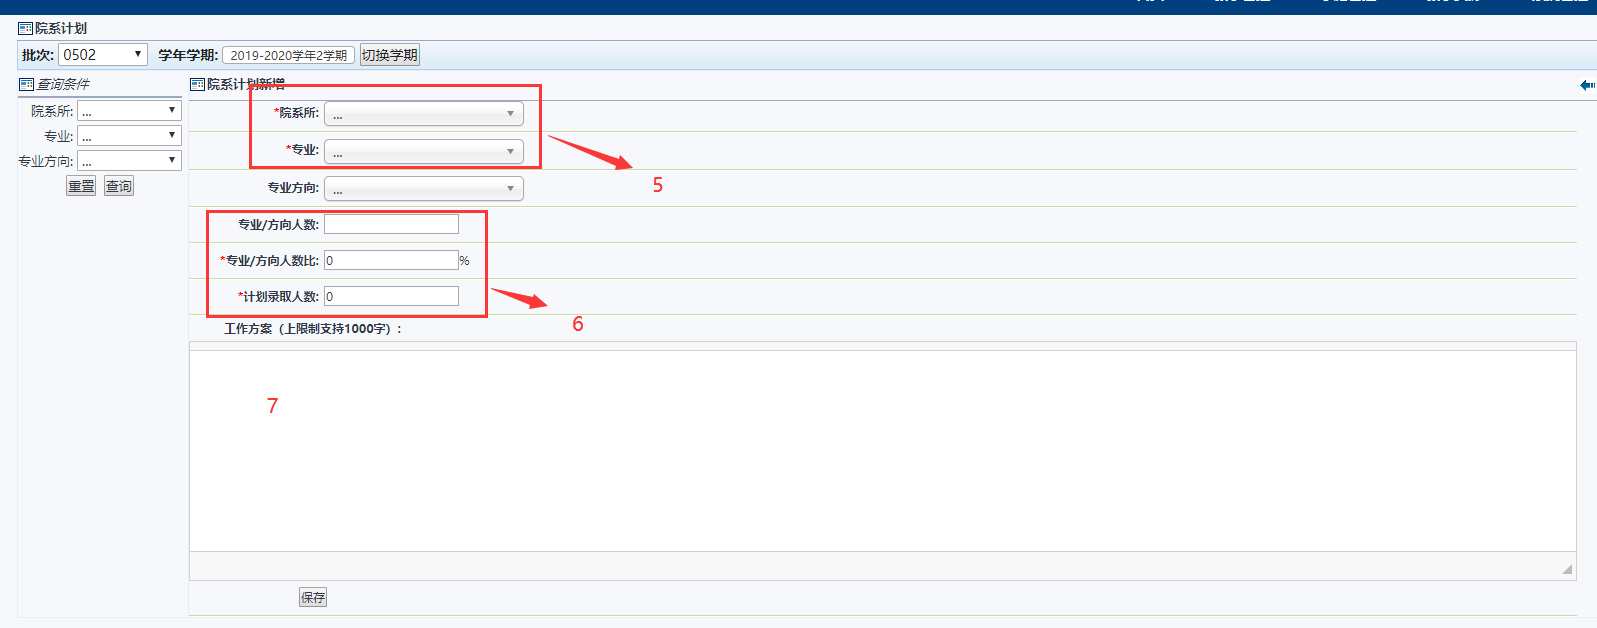 院系计划
批次: 0502 学年学期: 2019-2020学年2学期 切换学期
查询条件
院系所: ...
专业: ...
专业方向: ...
重置 查询
院系计划新增
*院系所: ...
*专业: ...
5
专业方向: ...
专业/方向人数:
*专业/方向人数比: 0 %
*计划录取人数: 0
6
工作方案（上限制支持1000字）:
7
保存